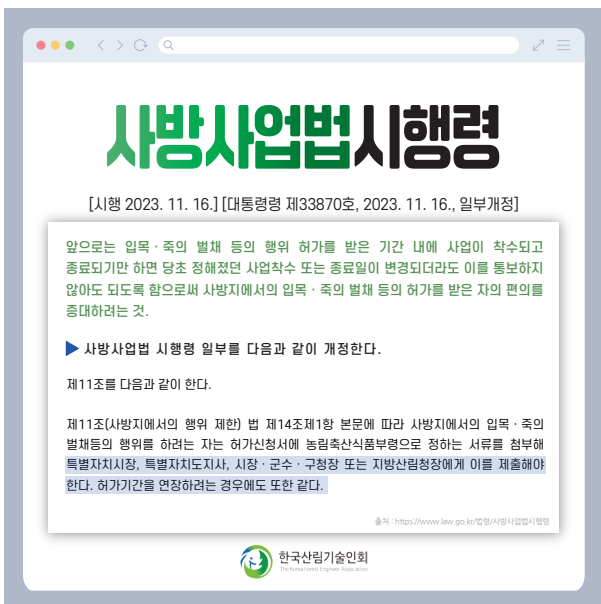 사방사업법시행령
[시행 2023. 11. 16.] [대통령령 제33870호, 2023. 11. 16., 일부개정]
앞으로는 입목 · 죽의 벌채 등의 행위 허가를 받은 기간 내에 사업이 착수되고
종료되기만 하면 당초 정해졌던 사업착수 또는 종료일이 변경되더라도 이를 통보하지
않아도 되도록 함으로써 사방지에서의 입목 · 죽의 벌채 등의 허가를 받은 자의 편의를
증대하려는 것.
▶ 사방사업법 시행령 일부를 다음과 같이 개정한다.
제11조를 다음과 같이 한다.
제11조(사방지에서의 행위 제한) 법 제14조제1항 본문에 따라 사방지에서의 입목 · 죽의
벌채등의 행위를 하려는 자는 허가신청서에 농림축산식품부령으로 정하는 서류를 첨부해
특별자치시장, 특별자치도지사, 시장 · 군수 · 구청장 또는 지방산림청장에게 이를 제출해야
한다. 허가기간을 연장하려는 경우에도 또한 같다.
출처 : https://www.law.go.kr/법령/사방사업법시행령
한국산림기술인회
The Korea Forest Engineer Association